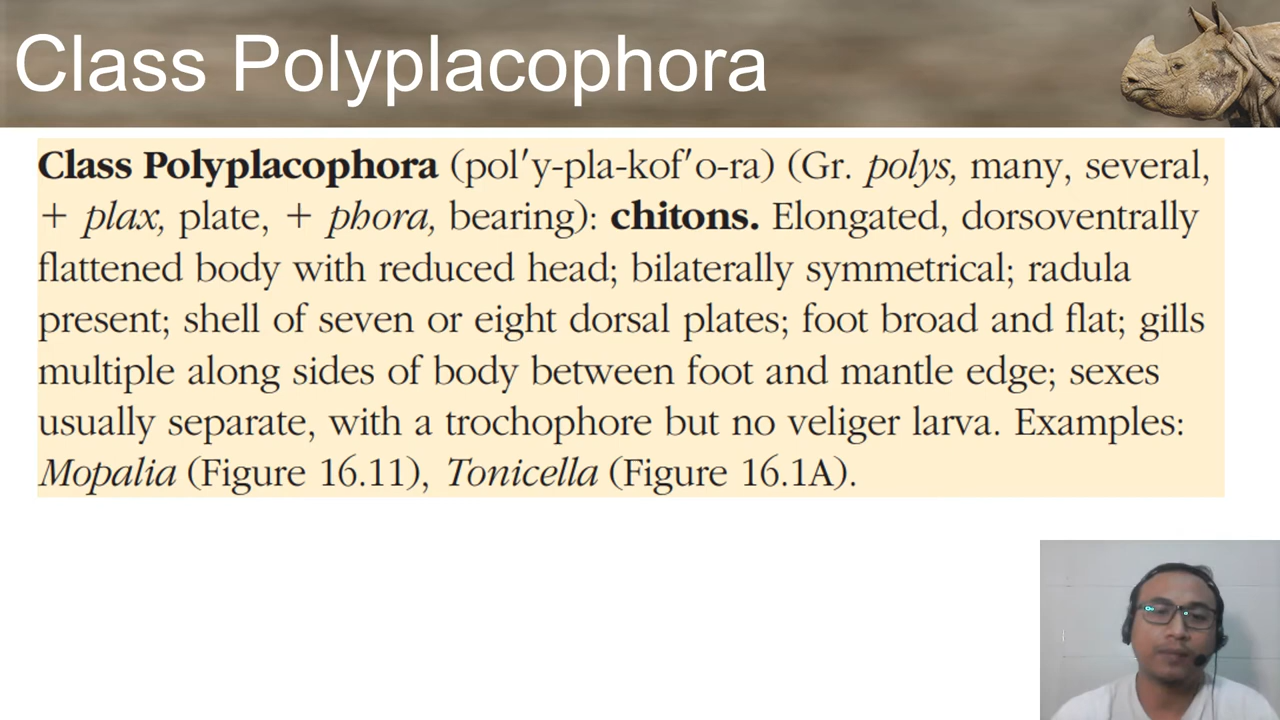 Class Polyplacophora
Class Polyplacophora (pol′y-pla-kof′o-ra) (Gr. polys, many, several,
+ plax, plate, + phora, bearing): chitons. Elongated, dorsoventrally
flattened body with reduced head; bilaterally symmetrical; radula
present; shell of seven or eight dorsal plates; foot broad and flat; gills
multiple along sides of body between foot and mantle edge; sexes
usually separate, with a trochophore but no veliger larva. Examples:
Mopalia (Figure 16.11), Tonicella (Figure 16.1A).